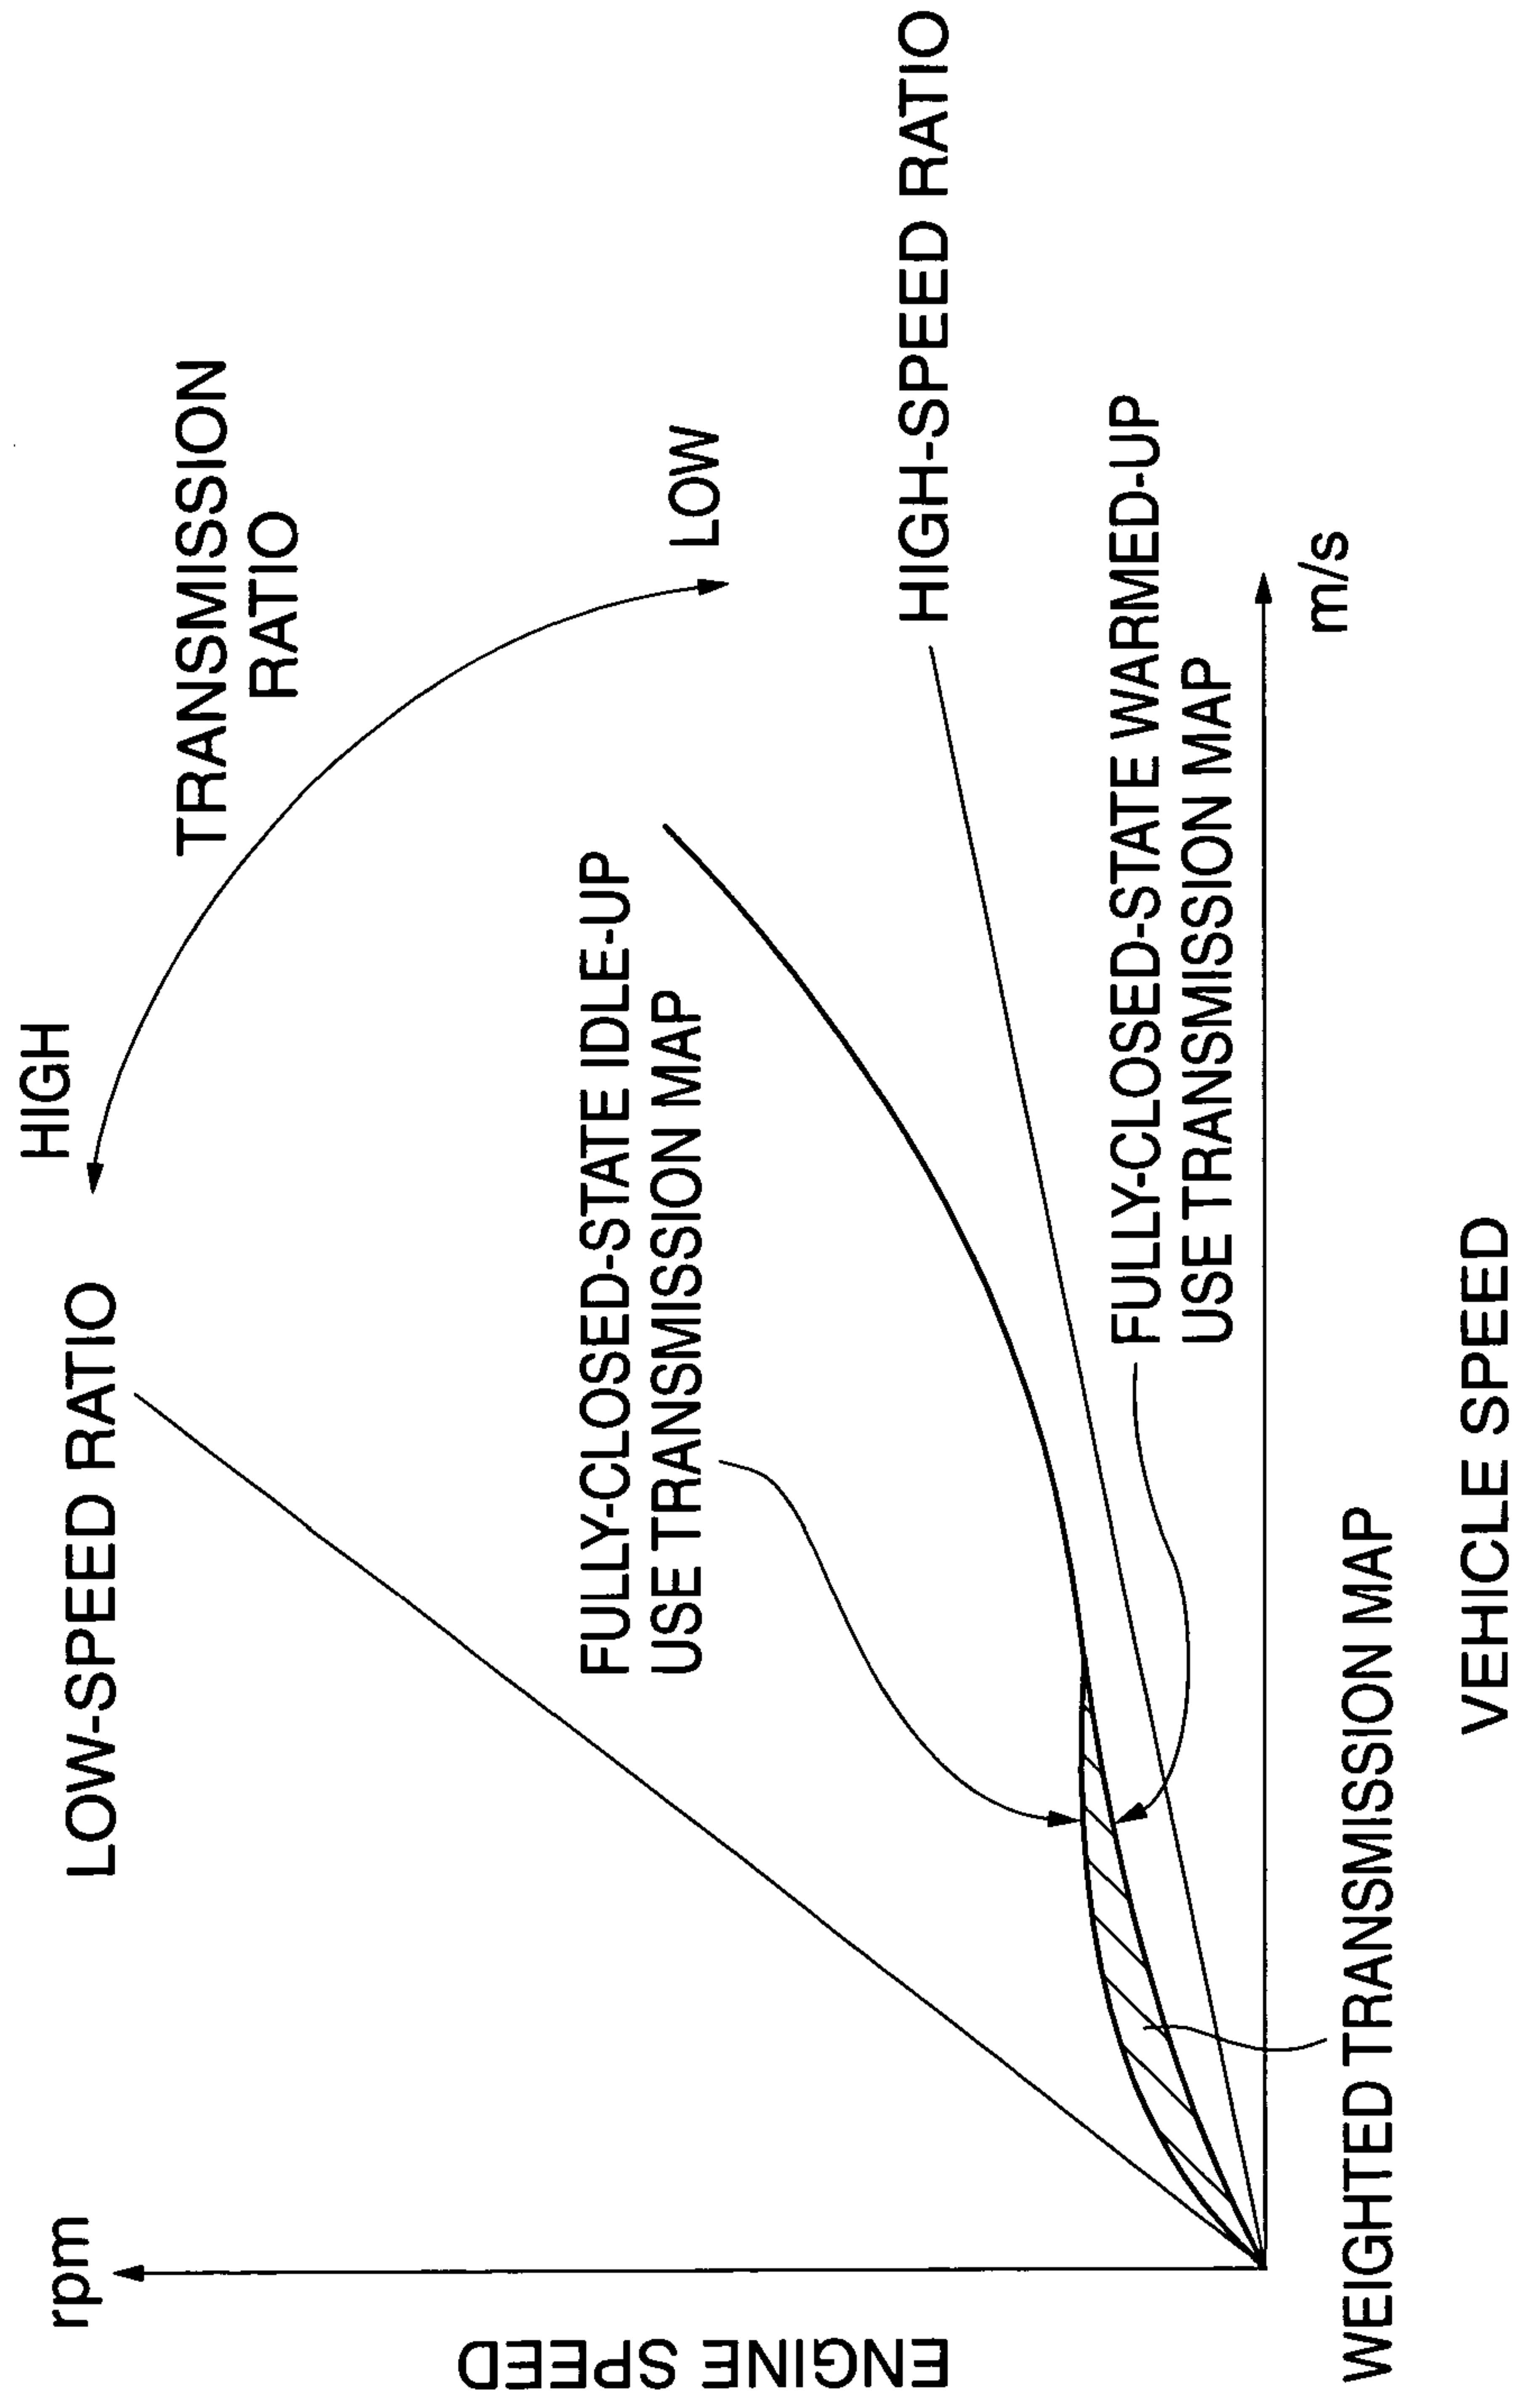 rpm
ENGINE SPEED
LOW-SPEED RATIO
HIGH
TRANSMISSION
RATIO
LOW
FULLY-CLOSED-STATE IDLE-UP
USE TRANSMISSION MAP
HIGH-SPEED RATIO
FULLY-CLOSED-STATE WARMED-UP
USE TRANSMISSION MAP
m/s
WEIGHTED TRANSMISSION MAP
VEHICLE SPEED